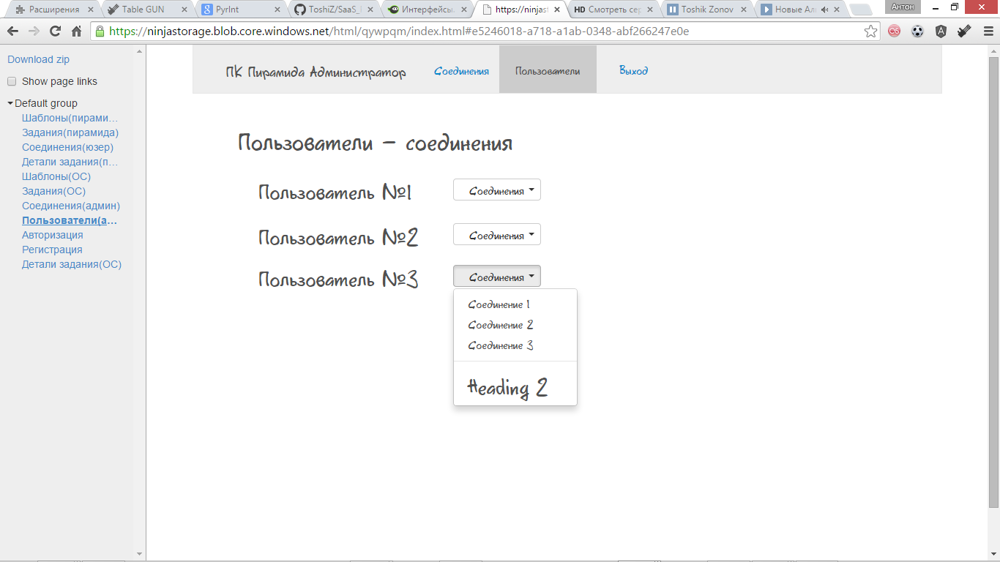 Расширения
Table GUN
PyrInt
ToshiZ/SaaS_
Интерфейсы.
https://ninjast
HD Смотреть сер
Toshik Zonov
Новые Ал
Антон
https://ninjastorage.blob.core.windows.net/html/qywpqm/index.html#e5246018-a718-a1ab-0348-abf266247e0e
Download zip
Show page links
Default group
Шаблоны(пирами...
Задания(пирамида)
Соединения(юзер)
Детали задания(п...
Шаблоны(ОС)
Задания(ОС)
Соединения(админ)
Пользователи(а...
Авторизация
Регистрация
Детали задания(ОС)
ПК Пирамида Администратор
Соединения
Пользователи
Выход
Пользователи – соединения
Пользователь №1
Соединения
Пользователь №2
Соединения
Пользователь №3
Соединения
Соединение 1
Соединение 2
Соединение 3
Heading 2